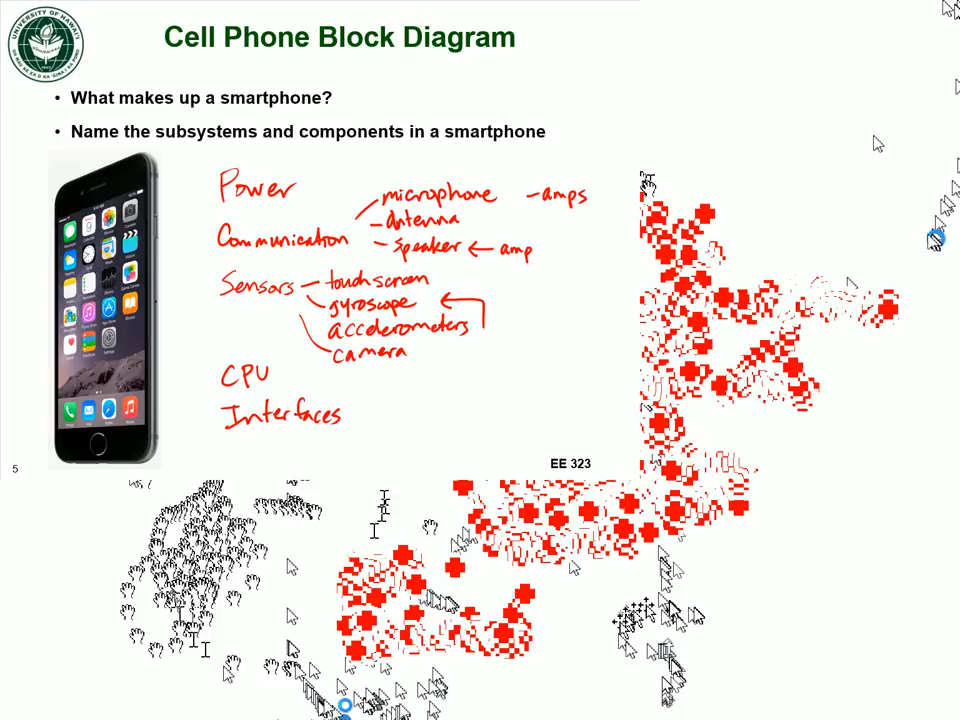 Cell Phone Block Diagram
• What makes up a smartphone?
• Name the subsystems and components in a smartphone
Power
microphone - amps
Communication - Antenna
- Speaker ← amp
Sensors - touchscreen
gyroscope
accelerometers
camera
CPU
Interfaces
5
EE 323